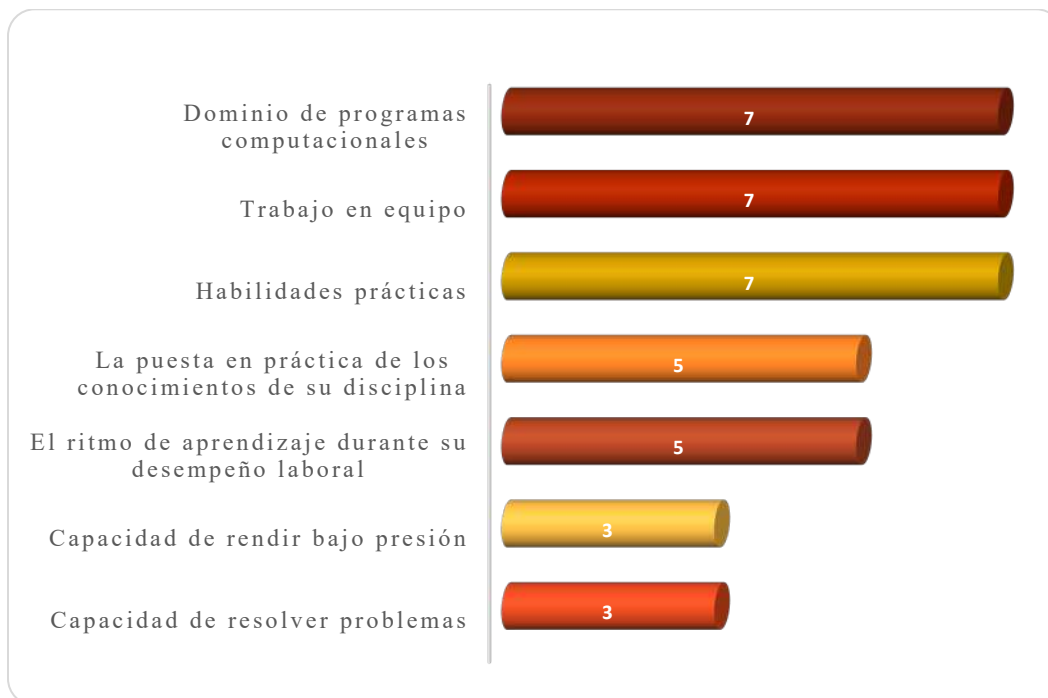 Dominio de programas
computacionales
7
Trabajo en equipo
7
Habilidades prácticas
7
La puesta en práctica de los
conocimientos de su disciplina
5
El ritmo de aprendizaje durante su
desempeño laboral
5
Capacidad de rendir bajo presión
3
Capacidad de resolver problemas
3